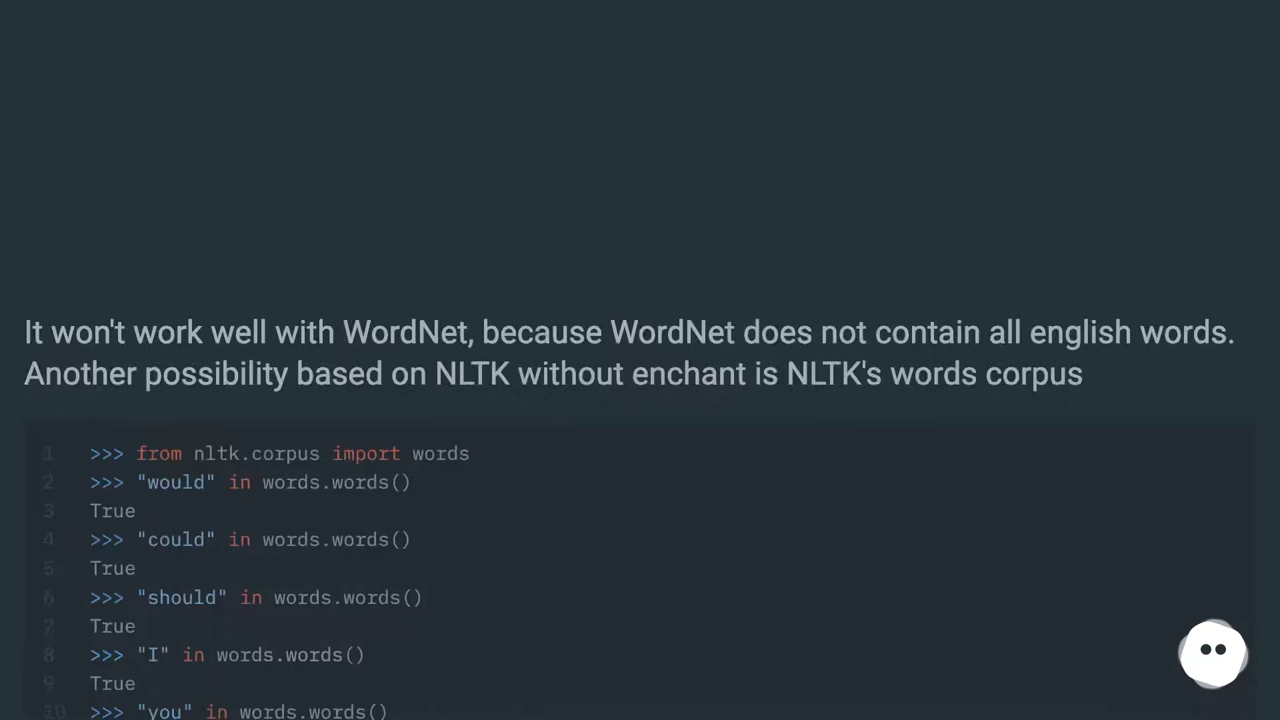 It won't work well with WordNet, because WordNet does not contain all english words.
Another possibility based on NLTK without enchant is NLTK's words corpus
1 >>> from nltk.corpus import words
2 >>> "would" in words.words()
3 True
4 >>> "could" in words.words()
5 True
6 >>> "should" in words.words()
7 True
8 >>> "I" in words.words()
9 True
10 >>> "you" in words.words()